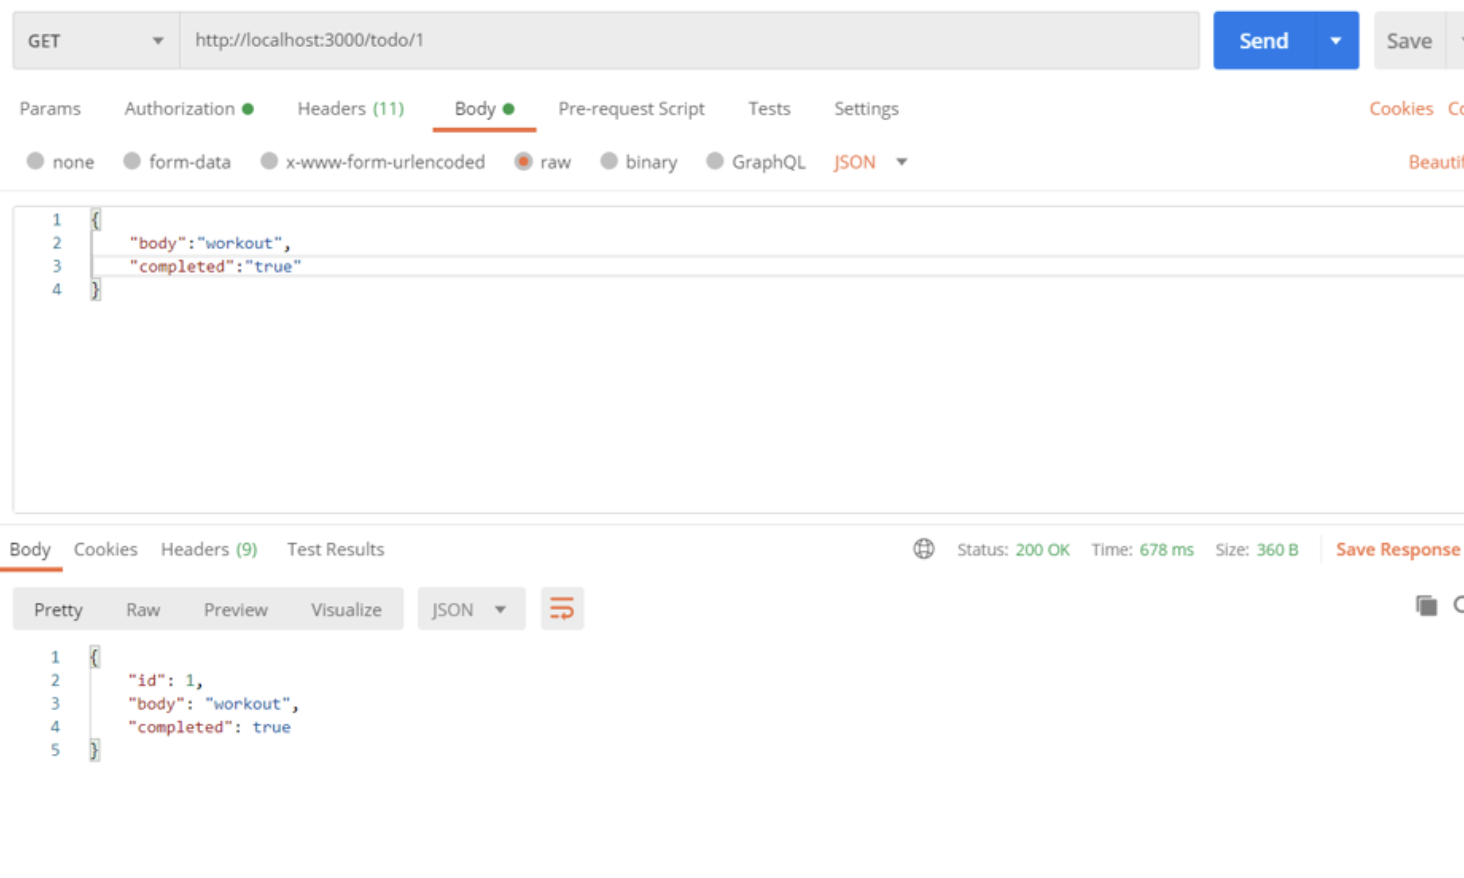 GET http://localhost:3000/todo/1 Send Save
Params Authorization Headers (11) Body Pre-request Script Tests Settings Cookies
none form-data x-www-form-urlencoded raw binary GraphQL JSON
1 {
2 "body":"workout",
3 "completed":"true"
4 }
Body Cookies Headers (9) Test Results Status: 200 OK Time: 678 ms Size: 360 B Save Response
Pretty Raw Preview Visualize JSON
1 {
2 "id": 1,
3 "body": "workout",
4 "completed": true
5 }